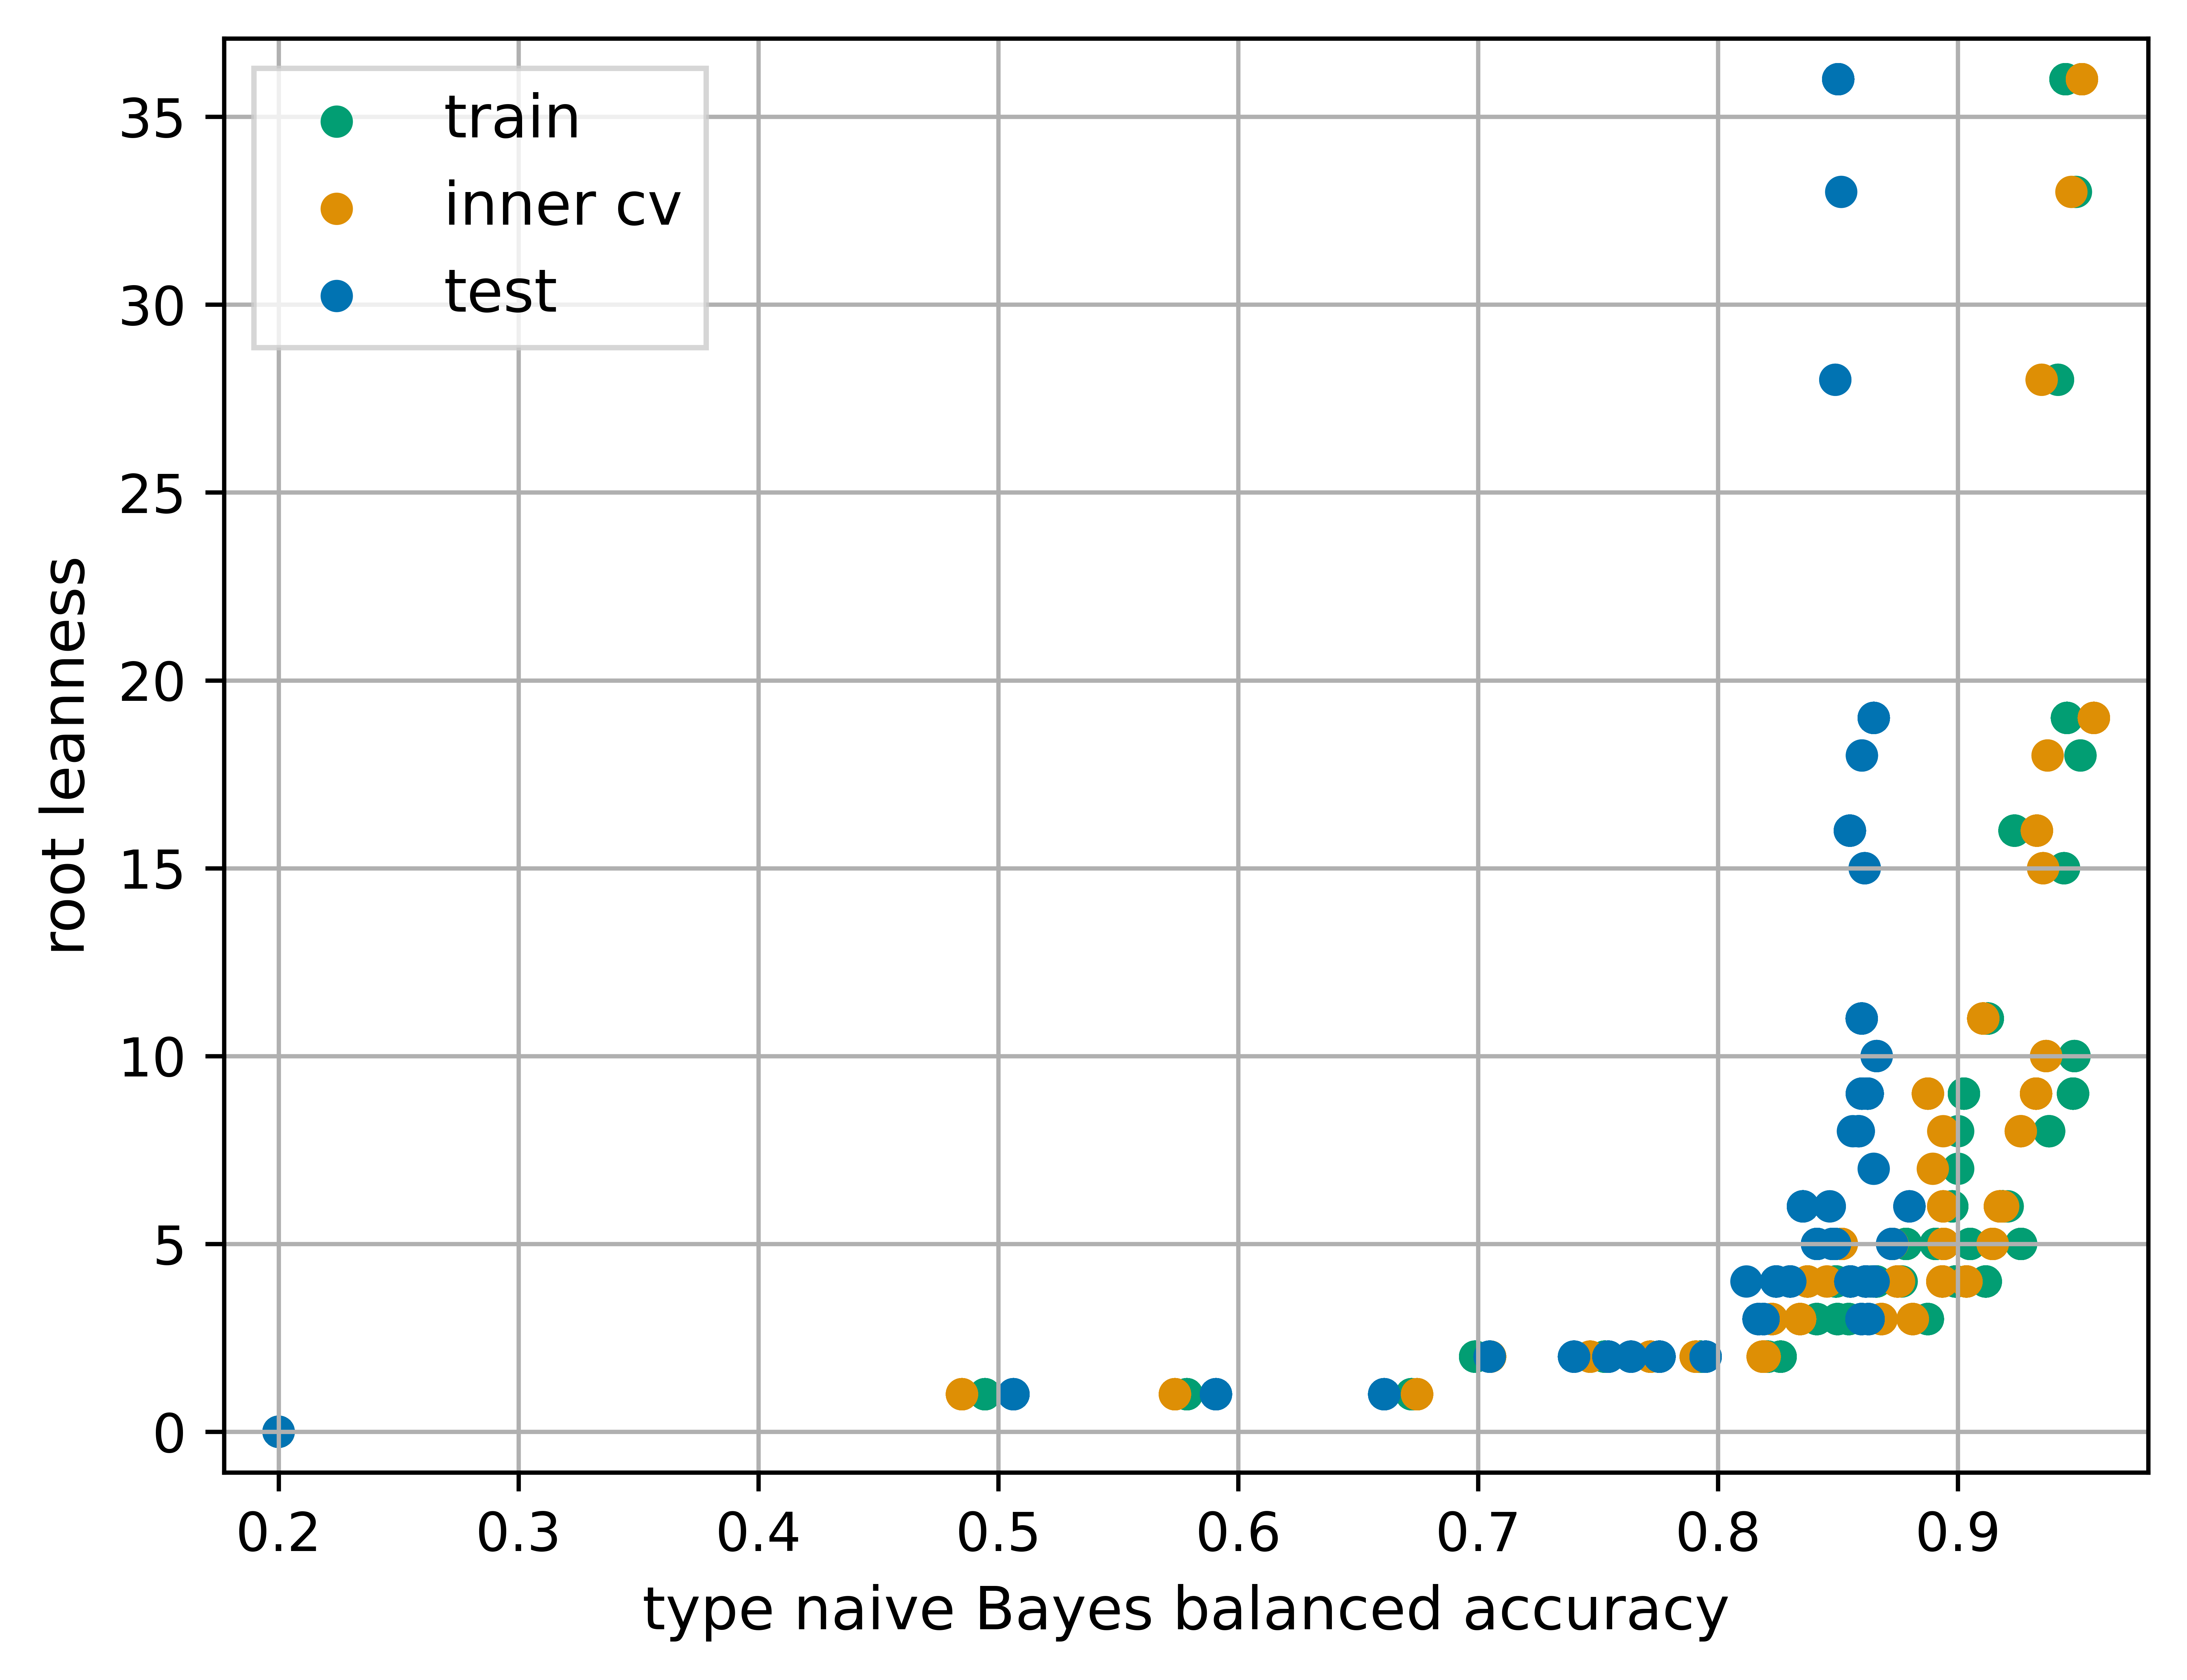 train
inner cv
test
35
30
25
20
15
10
5
0
root leanness
0.2 0.3 0.4 0.5 0.6 0.7 0.8 0.9
type naive Bayes balanced accuracy